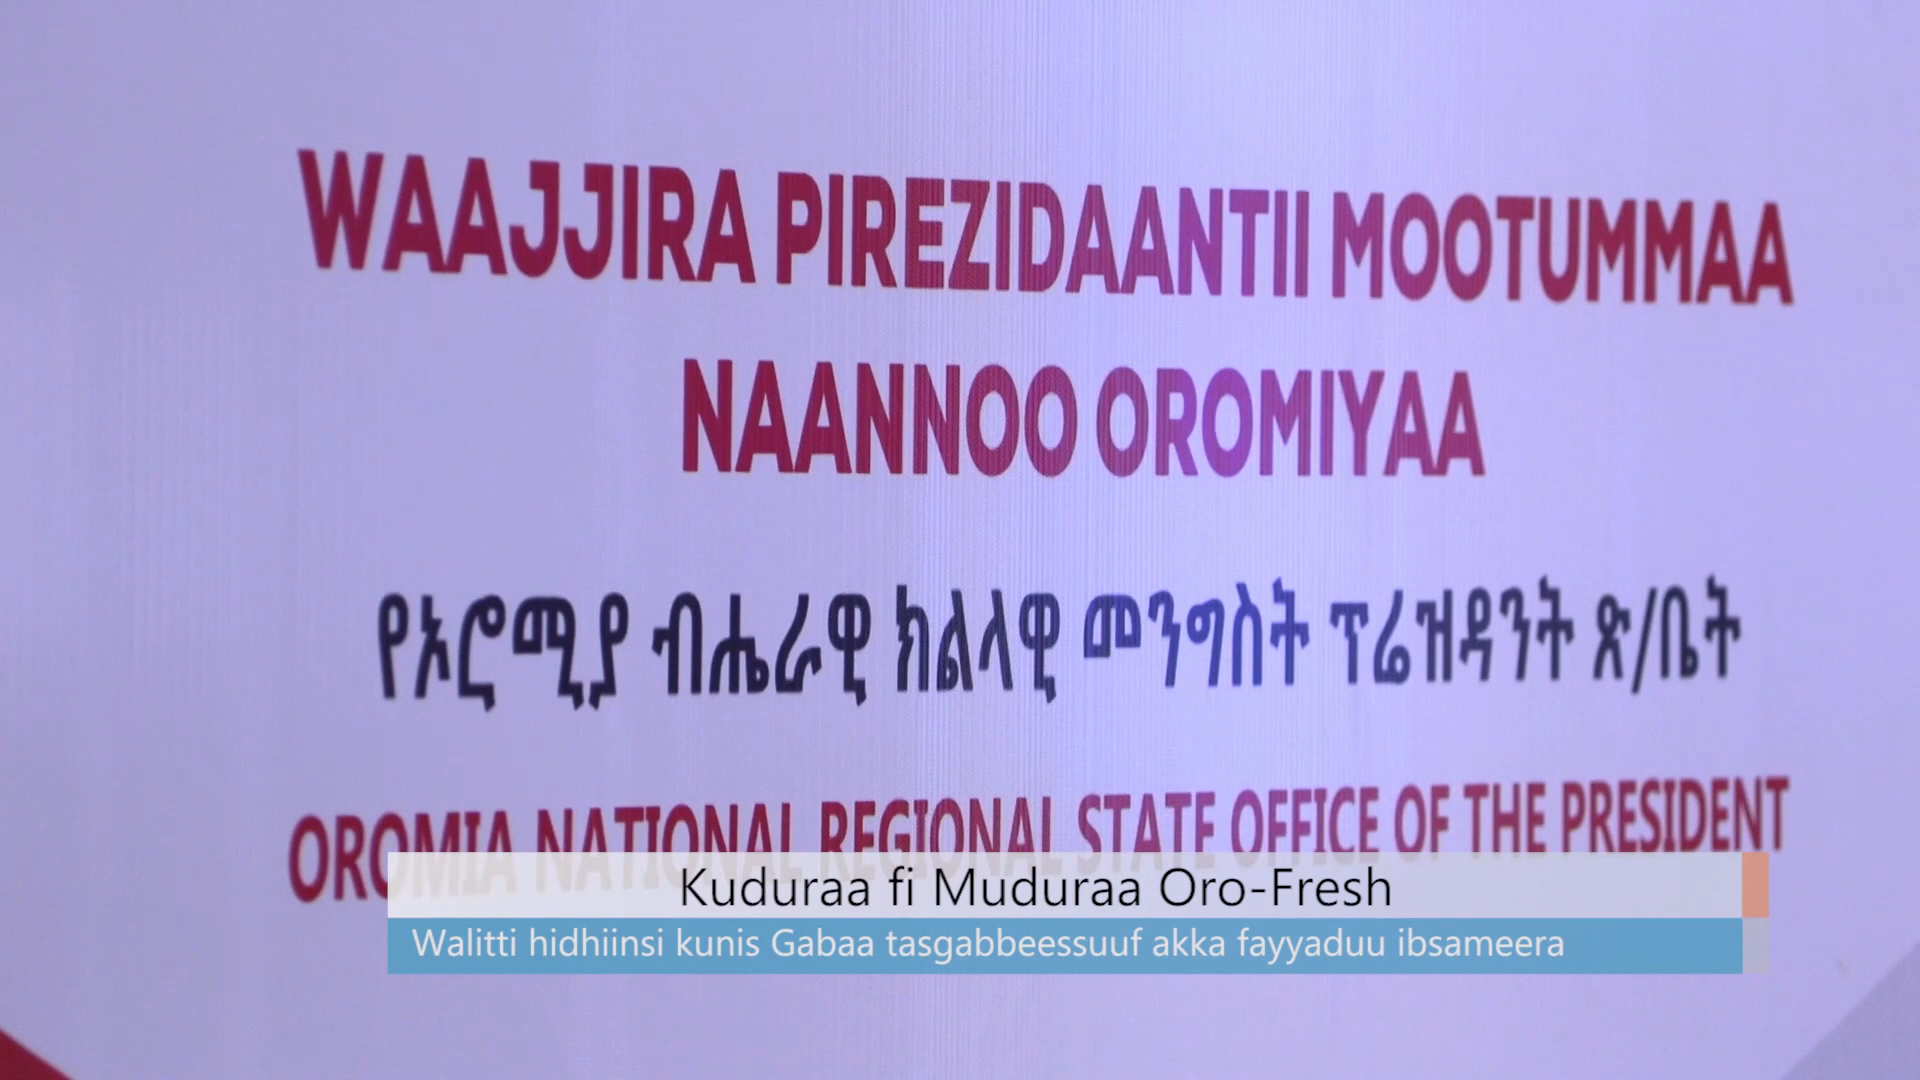 WAAJJIRA PIREZIDAANTII MOOTUMMAA
NAANNOO OROMIYAA
የኦሮሚያ ብሔራዊ ክልላዊ መንግስት ፕሬዝዳንት ጽ/ቤት
OROMIA NATIONAL REGIONAL STATE OFFICE OF THE PRESIDENT
Kuduraa fi Muduraa Oro-Fresh
Walitti hidhiinsi kunis Gabaa tasgabbeessuuf akka fayyaduu ibsameera